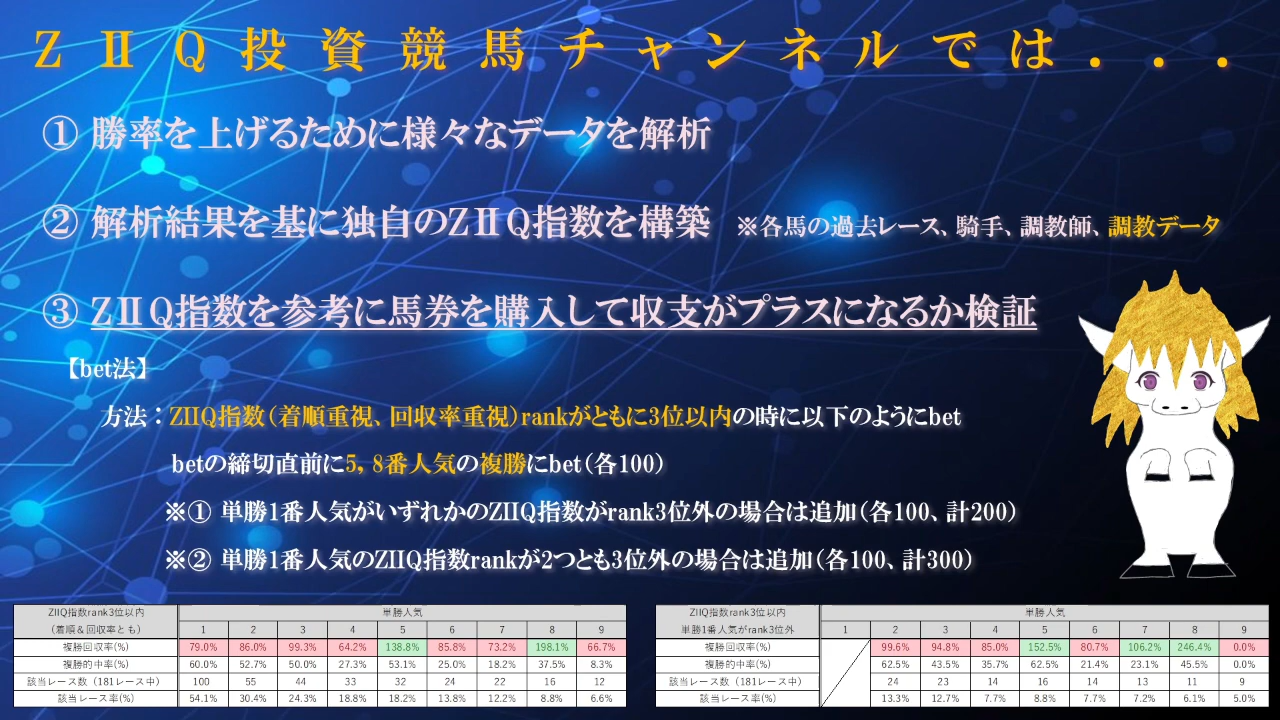 ZⅡQ投資競馬チャンネルでは．．．
① 勝率を上げるために様々なデータを解析
② 解析結果を基に独自のZⅡQ指数を構築 ※各馬の過去レース、騎手、調教師、調教データ
③ ZⅡQ指数を参考に馬券を購入して収支がプラスになるか検証
【bet法】
方法：ZIIQ指数（着順重視、回収率重視）rankがともに3位以内の時に以下のようにbet
betの締切直前に5, 8番人気の複勝にbet（各100）
※① 単勝1番人気がいずれかのZIIQ指数がrank3位外の場合は追加（各100、計200）
※② 単勝1番人気のZIIQ指数rankが2つとも3位外の場合は追加（各100、計300）
ZIIQ指数rank3位以内 単勝人気
（着順＆回収率とも） 1 2 3 4 5 6 7 8 9
複勝回収率(%) 79.0% 86.0% 99.3% 64.2% 138.8% 85.8% 73.2% 198.1% 66.7%
複勝的中率(%) 60.0% 52.7% 50.0% 27.3% 53.1% 25.0% 18.2% 37.5% 8.3%
該当レース数（181レース中） 100 55 44 33 32 24 22 16 12
該当レース率(%) 54.1% 30.4% 24.3% 18.8% 18.2% 13.8% 12.2% 8.8% 6.6%
ZIIQ指数rank3位以内 単勝人気
単勝1番人気がrank3位外 1 2 3 4 5 6 7 8 9
複勝回収率(%) 99.6% 94.8% 85.0% 152.5% 80.7% 106.2% 246.4% 0.0%
複勝的中率(%) 62.5% 43.5% 35.7% 62.5% 21.4% 23.1% 45.5% 0.0%
該当レース数（181レース中） 24 23 14 16 14 13 11 9
該当レース率(%) 13.3% 12.7% 7.7% 8.8% 7.7% 7.2% 6.1% 5.0%